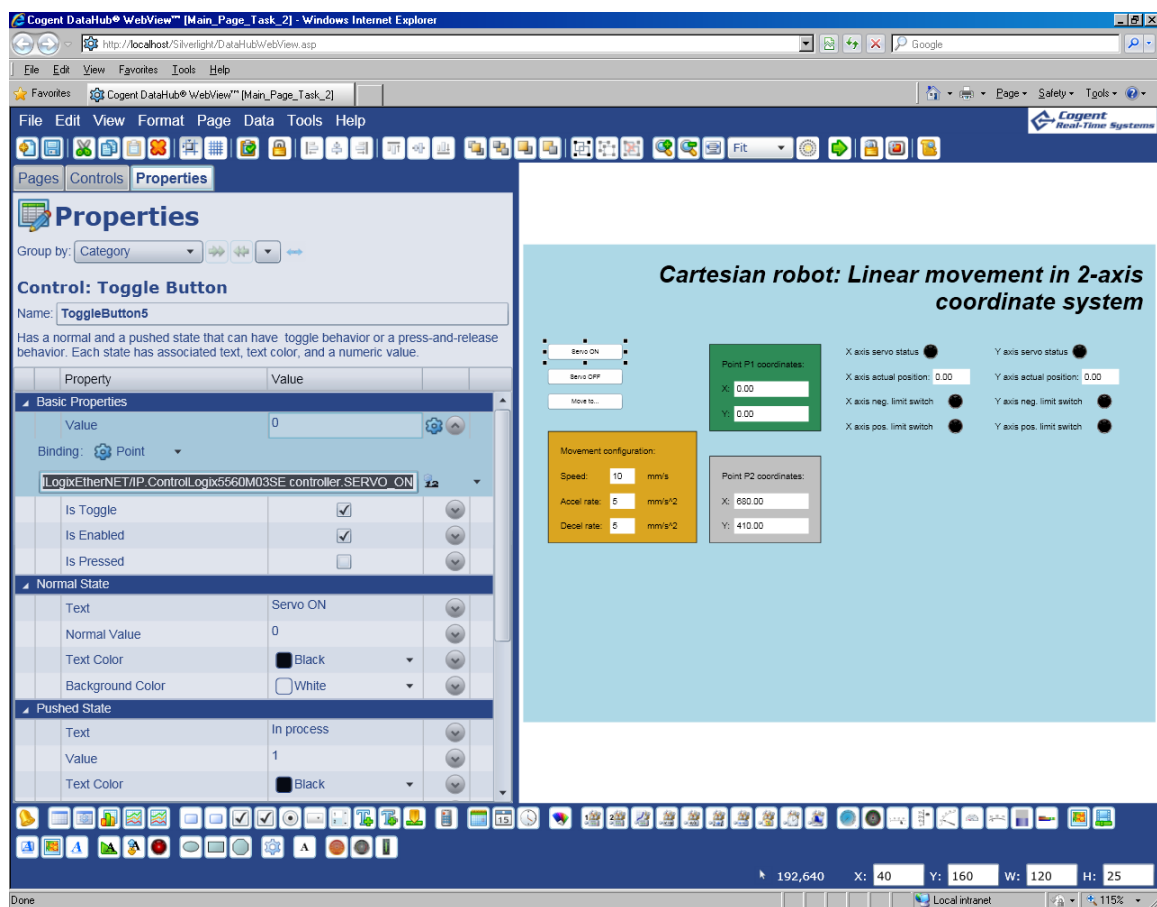 Cogent DataHub® WebView™ [Main_Page_Task_2] - Windows Internet Explorer
http://localhost/Silverlight/DataHubWebView.asp
Google
File Edit View Favorites Tools Help
Favorites Cogent DataHub® WebView™ [Main_Page_Task_2] Page Safety Tools
File Edit View Format Page Data Tools Help
Cogent
Real-Time Systems
Fit
Pages Controls Properties
Properties
Group by: Category
Control: Toggle Button
Name: ToggleButton5
Has a normal and a pushed state that can have toggle behavior or a press-and-release
behavior. Each state has associated text, text color, and a numeric value.
Property Value
Basic Properties
Value 0
Binding: Point
LogixEtherNET/IP.ControlLogix5560M03SE controller.SERVO_ON
Is Toggle
Is Enabled
Is Pressed
Normal State
Text Servo ON
Normal Value 0
Text Color Black
Background Color White
Pushed State
Text In process
Value 1
Text Color Black
Cartesian robot: Linear movement in 2-axis
coordinate system
Servo ON
Servo OFF
Move to...
Movement configuration:
Speed: 10 mm/s
Accel rate: 5 mm/s^2
Decel rate: 5 mm/s^2
Point P1 coordinates:
X: 0.00
Y: 0.00
Point P2 coordinates:
X: 680.00
Y: 410.00
X axis servo status
X axis actual position: 0.00
X axis neg. limit switch
X axis pos. limit switch
Y axis servo status
Y axis actual position: 0.00
Y axis neg. limit switch
Y axis pos. limit switch
192,640 X: 40 Y: 160 W: 120 H: 25
Done Local intranet 115%